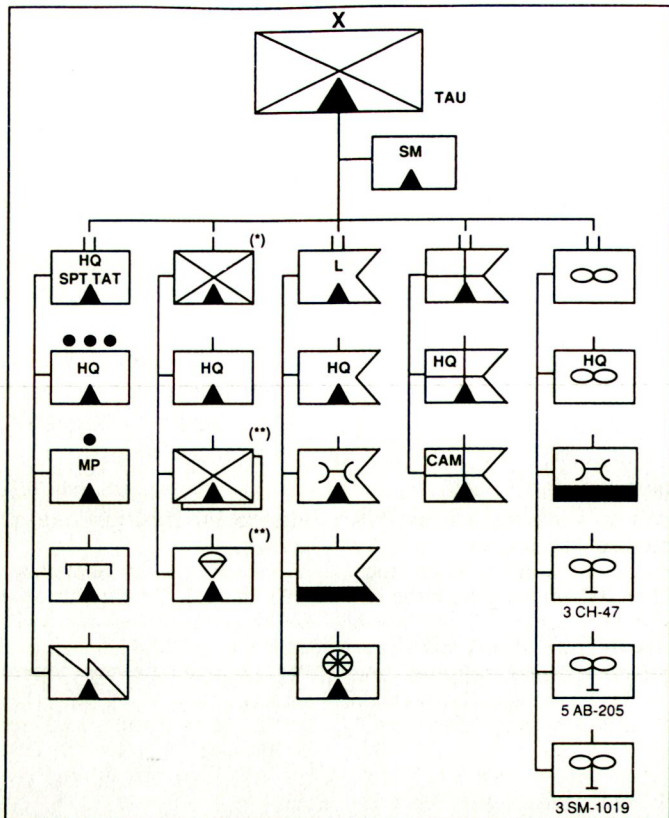 X
TAU
SM
HQ
SPT TAT
(*)
L
HQ
HQ
HQ
HQ
HQ
MP
(**)
CAM
(**)
3 CH-47
5 AB-205
3 SM-1019